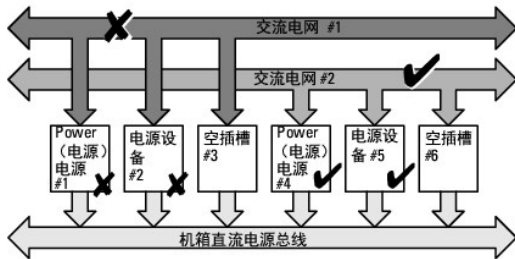 交流电网 #1
交流电网 #2
Power
（电源）
电源
#1
电源设
备
#2
空插槽
#3
Power
（电源）
电源
#4
电源设
备 #5
空插槽
#6
机箱直流电源总线